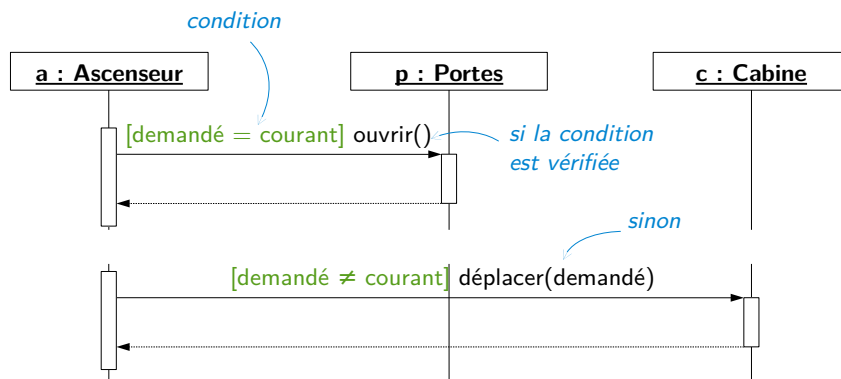 condition
a : Ascenseur
p : Portes
c : Cabine
[demandé = courant] ouvrir()
si la condition
est vérifiée
sinon
[demandé ≠ courant] déplacer(demandé)